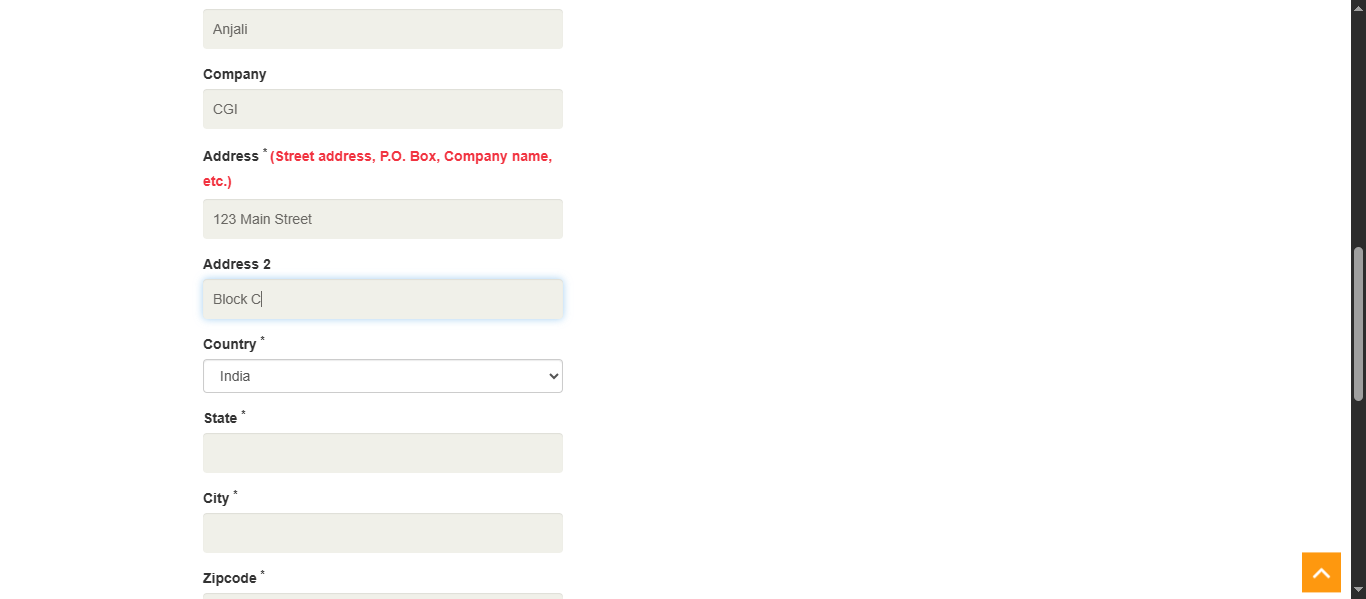 Anjali
Company
CGI
Address * (Street address, P.O. Box, Company name,
etc.)
123 Main Street
Address 2
Block C
Country *
India
State *
City *
Zipcode *